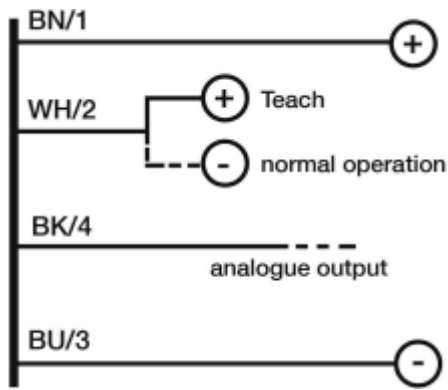 BN/1
+
WH/2
+ Teach
- normal operation
BK/4
analogue output
BU/3
-